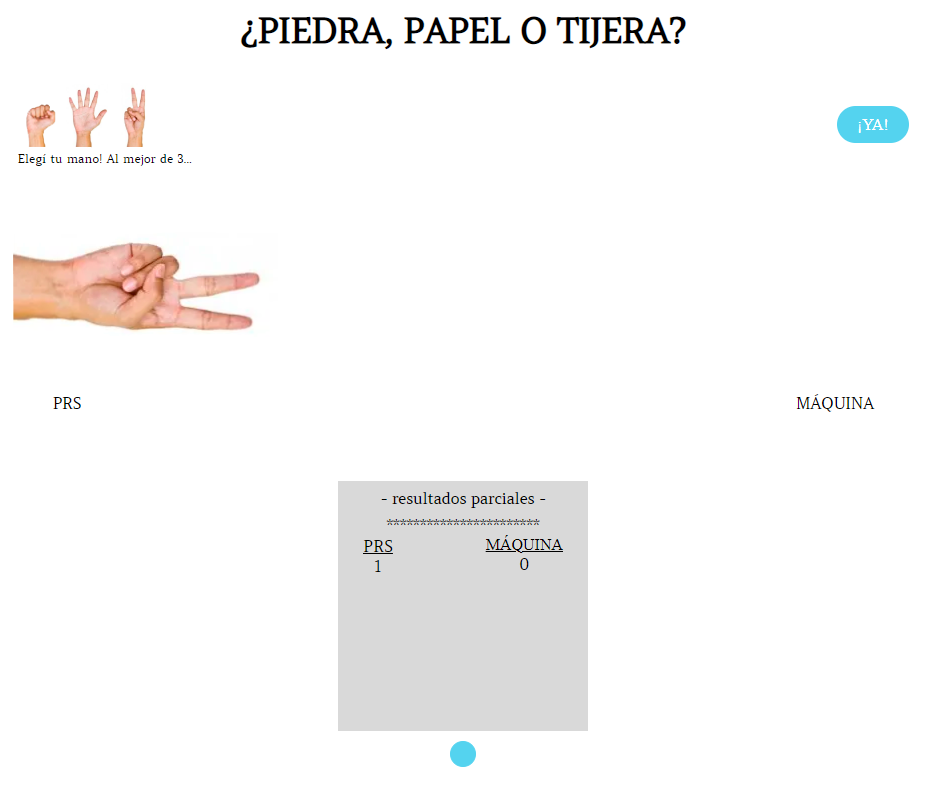 ¿PIEDRA, PAPEL O TIJERA?
¡YA!
Elegí tu mano! Al mejor de 3...
PRS
MÁQUINA
- resultados parciales -
***********************
PRS
MÁQUINA
1
0